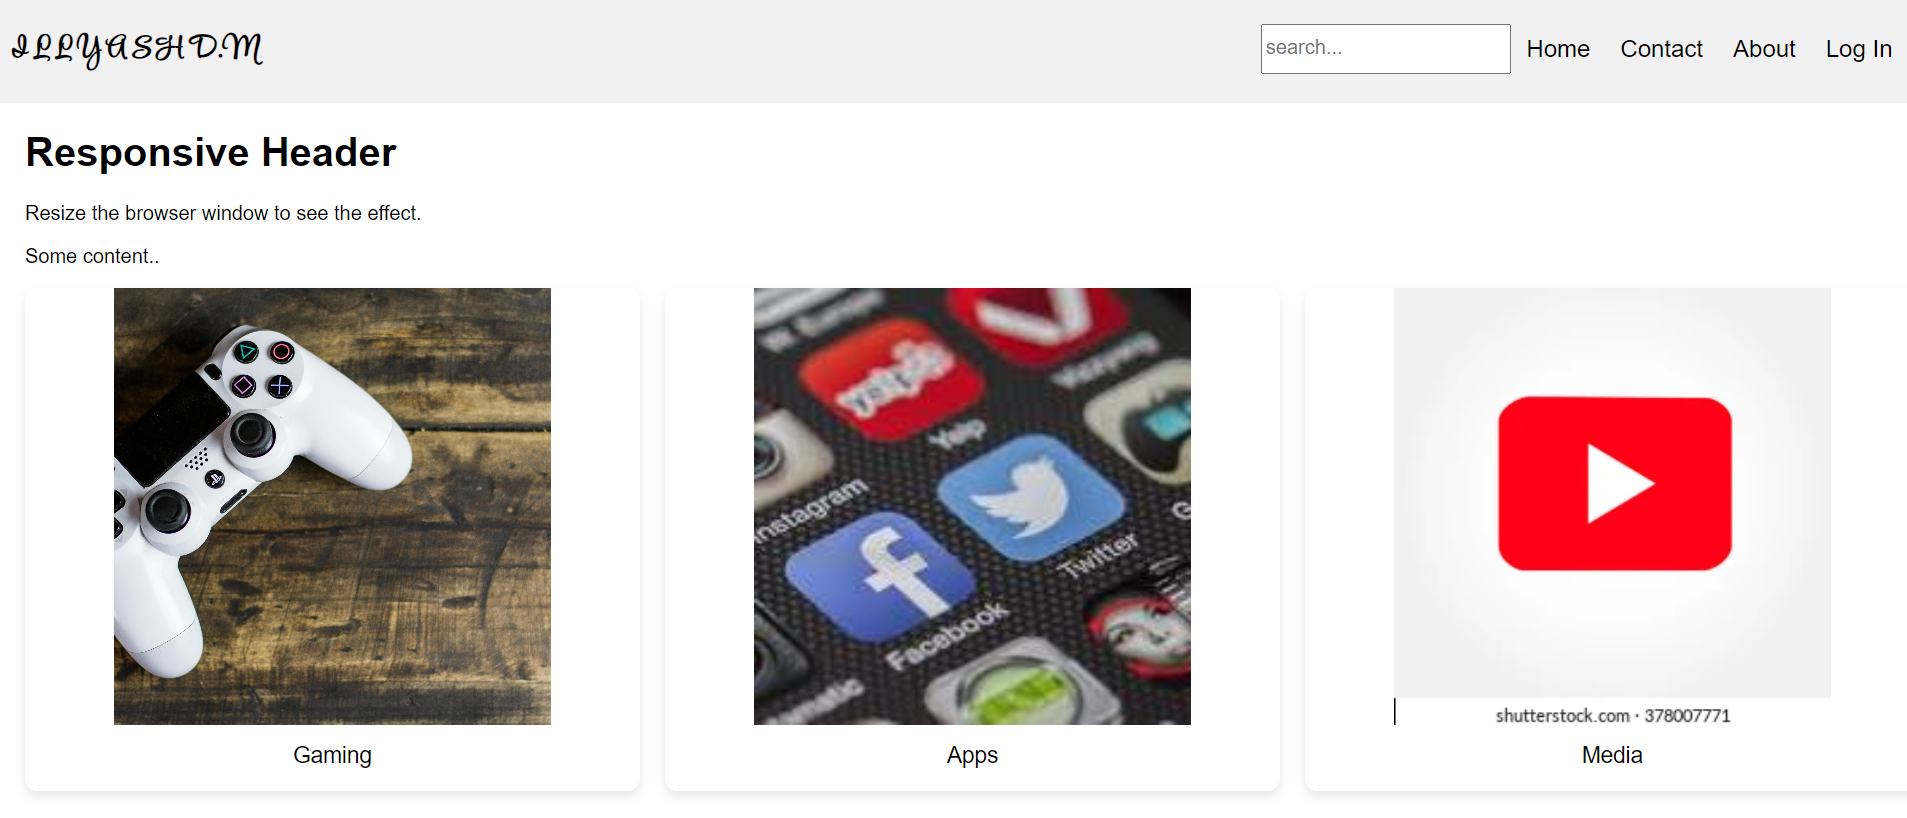 ILLYASHD.M
search...
Home Contact About Log In
Responsive Header
Resize the browser window to see the effect.
Some content..
yelp
Yelp
Instagram
Twitter
Facebook
shutterstock.com · 378007771
Gaming
Apps
Media